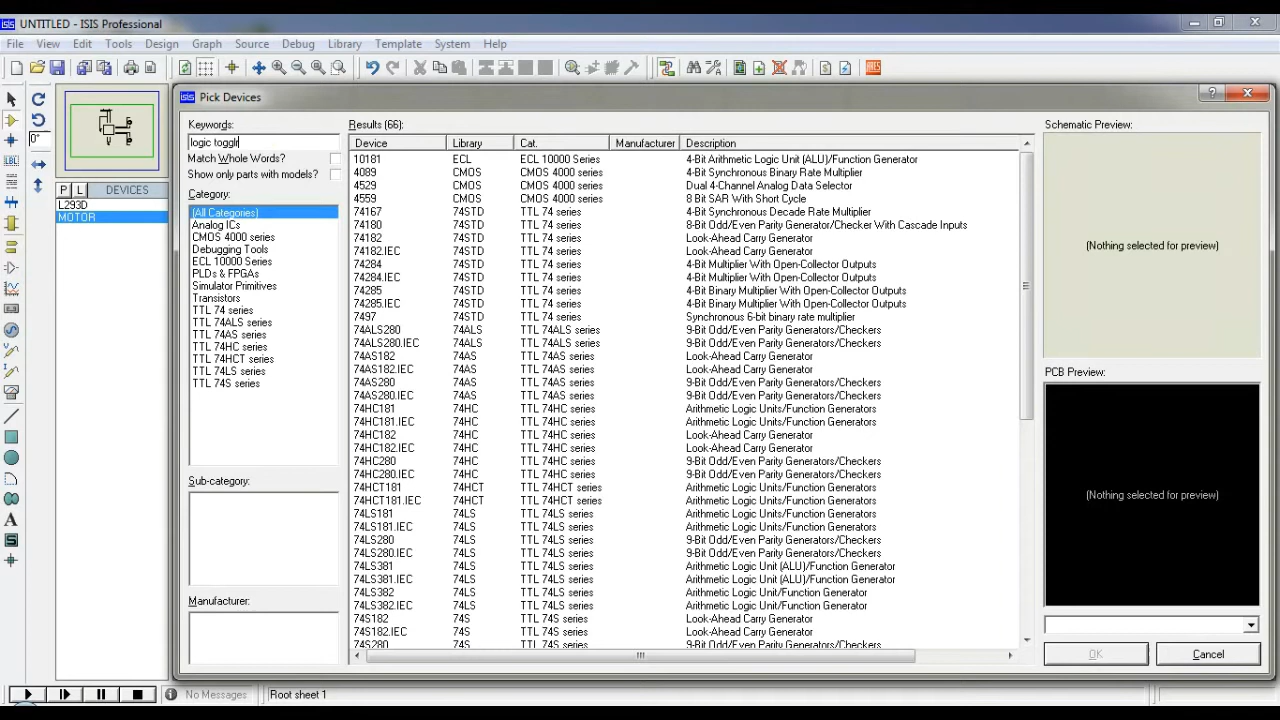 UNTITLED - ISIS Professional
File View Edit Tools Design Graph Source Debug Library Template System Help
Pick Devices
Keywords:
logic togglr
Match Whole Words?
Show only parts with models?
Category:
(All Categories)
Analog ICs
CMOS 4000 series
Debugging Tools
ECL 10000 Series
PLDs & FPGAs
Simulator Primitives
Transistors
TTL 74 series
TTL 74ALS series
TTL 74AS series
TTL 74HC series
TTL 74HCT series
TTL 74LS series
TTL 74S series
Sub-category:
Manufacturer:
0°
LBL
P L DEVICES
L293D
MOTOR
Results (66):
Device Library Cat. Manufacturer Description
10181 ECL ECL 10000 Series 4-Bit Arithmetic Logic Unit (ALU)/Function Generator
4089 CMOS CMOS 4000 series 4-Bit Synchronous Binary Rate Multiplier
4529 CMOS CMOS 4000 series Dual 4-Channel Analog Data Selector
4559 CMOS CMOS 4000 series 8 Bit SAR With Short Cycle
74167 74STD TTL 74 series 4-Bit Synchronous Decade Rate Multiplier
74180 74STD TTL 74 series 8-Bit Odd/Even Parity Generator/Checker With Cascade Inputs
74182 74STD TTL 74 series Look-Ahead Carry Generator
74182.IEC 74STD TTL 74 series Look-Ahead Carry Generator
74284 74STD TTL 74 series 4-Bit Multiplier With Open-Collector Outputs
74284.IEC 74STD TTL 74 series 4-Bit Multiplier With Open-Collector Outputs
74285 74STD TTL 74 series 4-Bit Binary Multiplier With Open-Collector Outputs
74285.IEC 74STD TTL 74 series 4-Bit Binary Multiplier With Open-Collector Outputs
7497 74STD TTL 74 series Synchronous 6-bit binary rate multiplier
74ALS280 74ALS TTL 74ALS series 9-Bit Odd/Even Parity Generators/Checkers
74ALS280.IEC 74ALS TTL 74ALS series 9-Bit Odd/Even Parity Generators/Checkers
74AS182 74AS TTL 74AS series Look-Ahead Carry Generator
74AS182.IEC 74AS TTL 74AS series Look-Ahead Carry Generator
74AS280 74AS TTL 74AS series 9-Bit Odd/Even Parity Generators/Checkers
74AS280.IEC 74AS TTL 74AS series 9-Bit Odd/Even Parity Generators/Checkers
74HC181 74HC TTL 74HC series Arithmetic Logic Units/Function Generators
74HC181.IEC 74HC TTL 74HC series Arithmetic Logic Units/Function Generators
74HC182 74HC TTL 74HC series Look-Ahead Carry Generator
74HC182.IEC 74HC TTL 74HC series Look-Ahead Carry Generator
74HC280 74HC TTL 74HC series 9-Bit Odd/Even Parity Generators/Checkers
74HC280.IEC 74HC TTL 74HC series 9-Bit Odd/Even Parity Generators/Checkers
74HCT181 74HCT TTL 74HCT series Arithmetic Logic Units/Function Generators
74HCT181.IEC 74HCT TTL 74HCT series Arithmetic Logic Units/Function Generators
74LS181 74LS TTL 74LS series Arithmetic Logic Units/Function Generators
74LS181.IEC 74LS TTL 74LS series Arithmetic Logic Units/Function Generators
74LS280 74LS TTL 74LS series 9-Bit Odd/Even Parity Generators/Checkers
74LS280.IEC 74LS TTL 74LS series 9-Bit Odd/Even Parity Generators/Checkers
74LS381 74LS TTL 74LS series Arithmetic Logic Unit (ALU)/Function Generator
74LS381.IEC 74LS TTL 74LS series Arithmetic Logic Unit (ALU)/Function Generator
74LS382 74LS TTL 74LS series Arithmetic Logic Unit/Function Generator
74LS382.IEC 74LS TTL 74LS series Arithmetic Logic Unit/Function Generator
74S182 74S TTL 74S series Look-Ahead Carry Generator
74S182.IEC 74S TTL 74S series Look-Ahead Carry Generator
74S280 74S TTL 74S series 9-Bit Odd/Even Parity Generators/Checkers
Schematic Preview:
(Nothing selected for preview)
PCB Preview:
(Nothing selected for preview)
OK Cancel
No Messages Root sheet 1